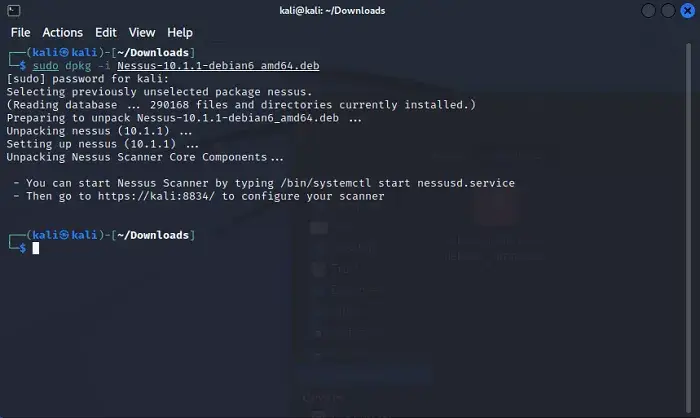 kali@kali: ~/Downloads
File Actions Edit View Help
┌──(kali㉿kali)-[~/Downloads]
└─$ sudo dpkg -i Nessus-10.1.1-debian6_amd64.deb
[sudo] password for kali:
Selecting previously unselected package nessus.
(Reading database ... 290168 files and directories currently installed.)
Preparing to unpack Nessus-10.1.1-debian6_amd64.deb ...
Unpacking nessus (10.1.1) ...
Setting up nessus (10.1.1) ...
Unpacking Nessus Scanner Core Components...
- You can start Nessus Scanner by typing /bin/systemctl start nessusd.service
- Then go to https://kali:8834/ to configure your scanner
┌──(kali㉿kali)-[~/Downloads]
└─$